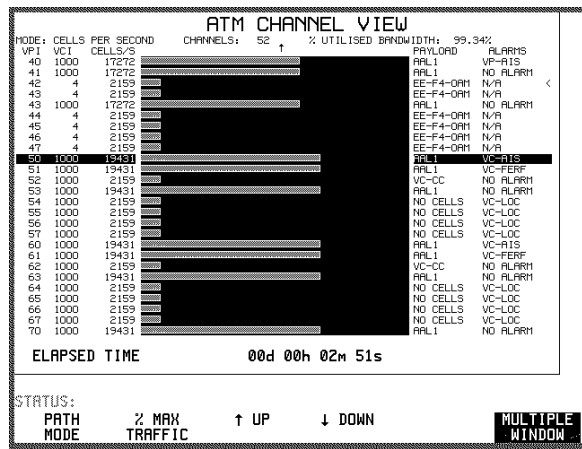 ATM CHANNEL VIEW
MODE: CELLS PER SECOND CHANNELS: 52 % UTILISED BANDWIDTH: 99.34%
VPI VCI CELLS/S ↑ PAYLOAD ALARMS
40 1000 17272 AAL1 VP-AIS
41 1000 17272 AAL1 NO ALARM
42 4 2159 EE-F4-OAM N/A <
43 4 2159 EE-F4-OAM N/A
43 1000 17272 AAL1 NO ALARM
44 4 2159 EE-F4-OAM N/A
45 4 2159 EE-F4-OAM N/A
46 4 2159 EE-F4-OAM N/A
47 4 2159 EE-F4-OAM N/A
50 1000 19431 AAL1 VC-AIS
51 1000 19431 AAL1 VC-FERF
52 1000 2159 VC-CC NO ALARM
53 1000 19431 AAL1 NO ALARM
54 1000 2159 NO CELLS VC-LOC
55 1000 2159 NO CELLS VC-LOC
56 1000 2159 NO CELLS VC-LOC
57 1000 2159 NO CELLS VC-LOC
60 1000 19431 AAL1 VC-AIS
61 1000 19431 AAL1 VC-FERF
62 1000 2159 VC-CC NO ALARM
63 1000 19431 AAL1 NO ALARM
64 1000 2159 NO CELLS VC-LOC
65 1000 2159 NO CELLS VC-LOC
66 1000 2159 NO CELLS VC-LOC
67 1000 2159 NO CELLS VC-LOC
70 1000 19431 AAL1 NO ALARM
ELAPSED TIME 00d 00h 02m 51s
STATUS:
PATH % MAX ↑ UP ↓ DOWN MULTIPLE
MODE TRAFFIC WINDOW